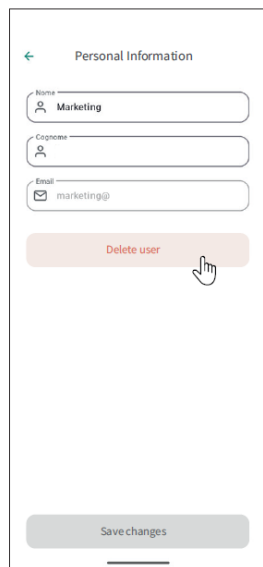 Personal Information
Nome
Marketing
Cognome
Email
marketing@
Delete user
Save changes